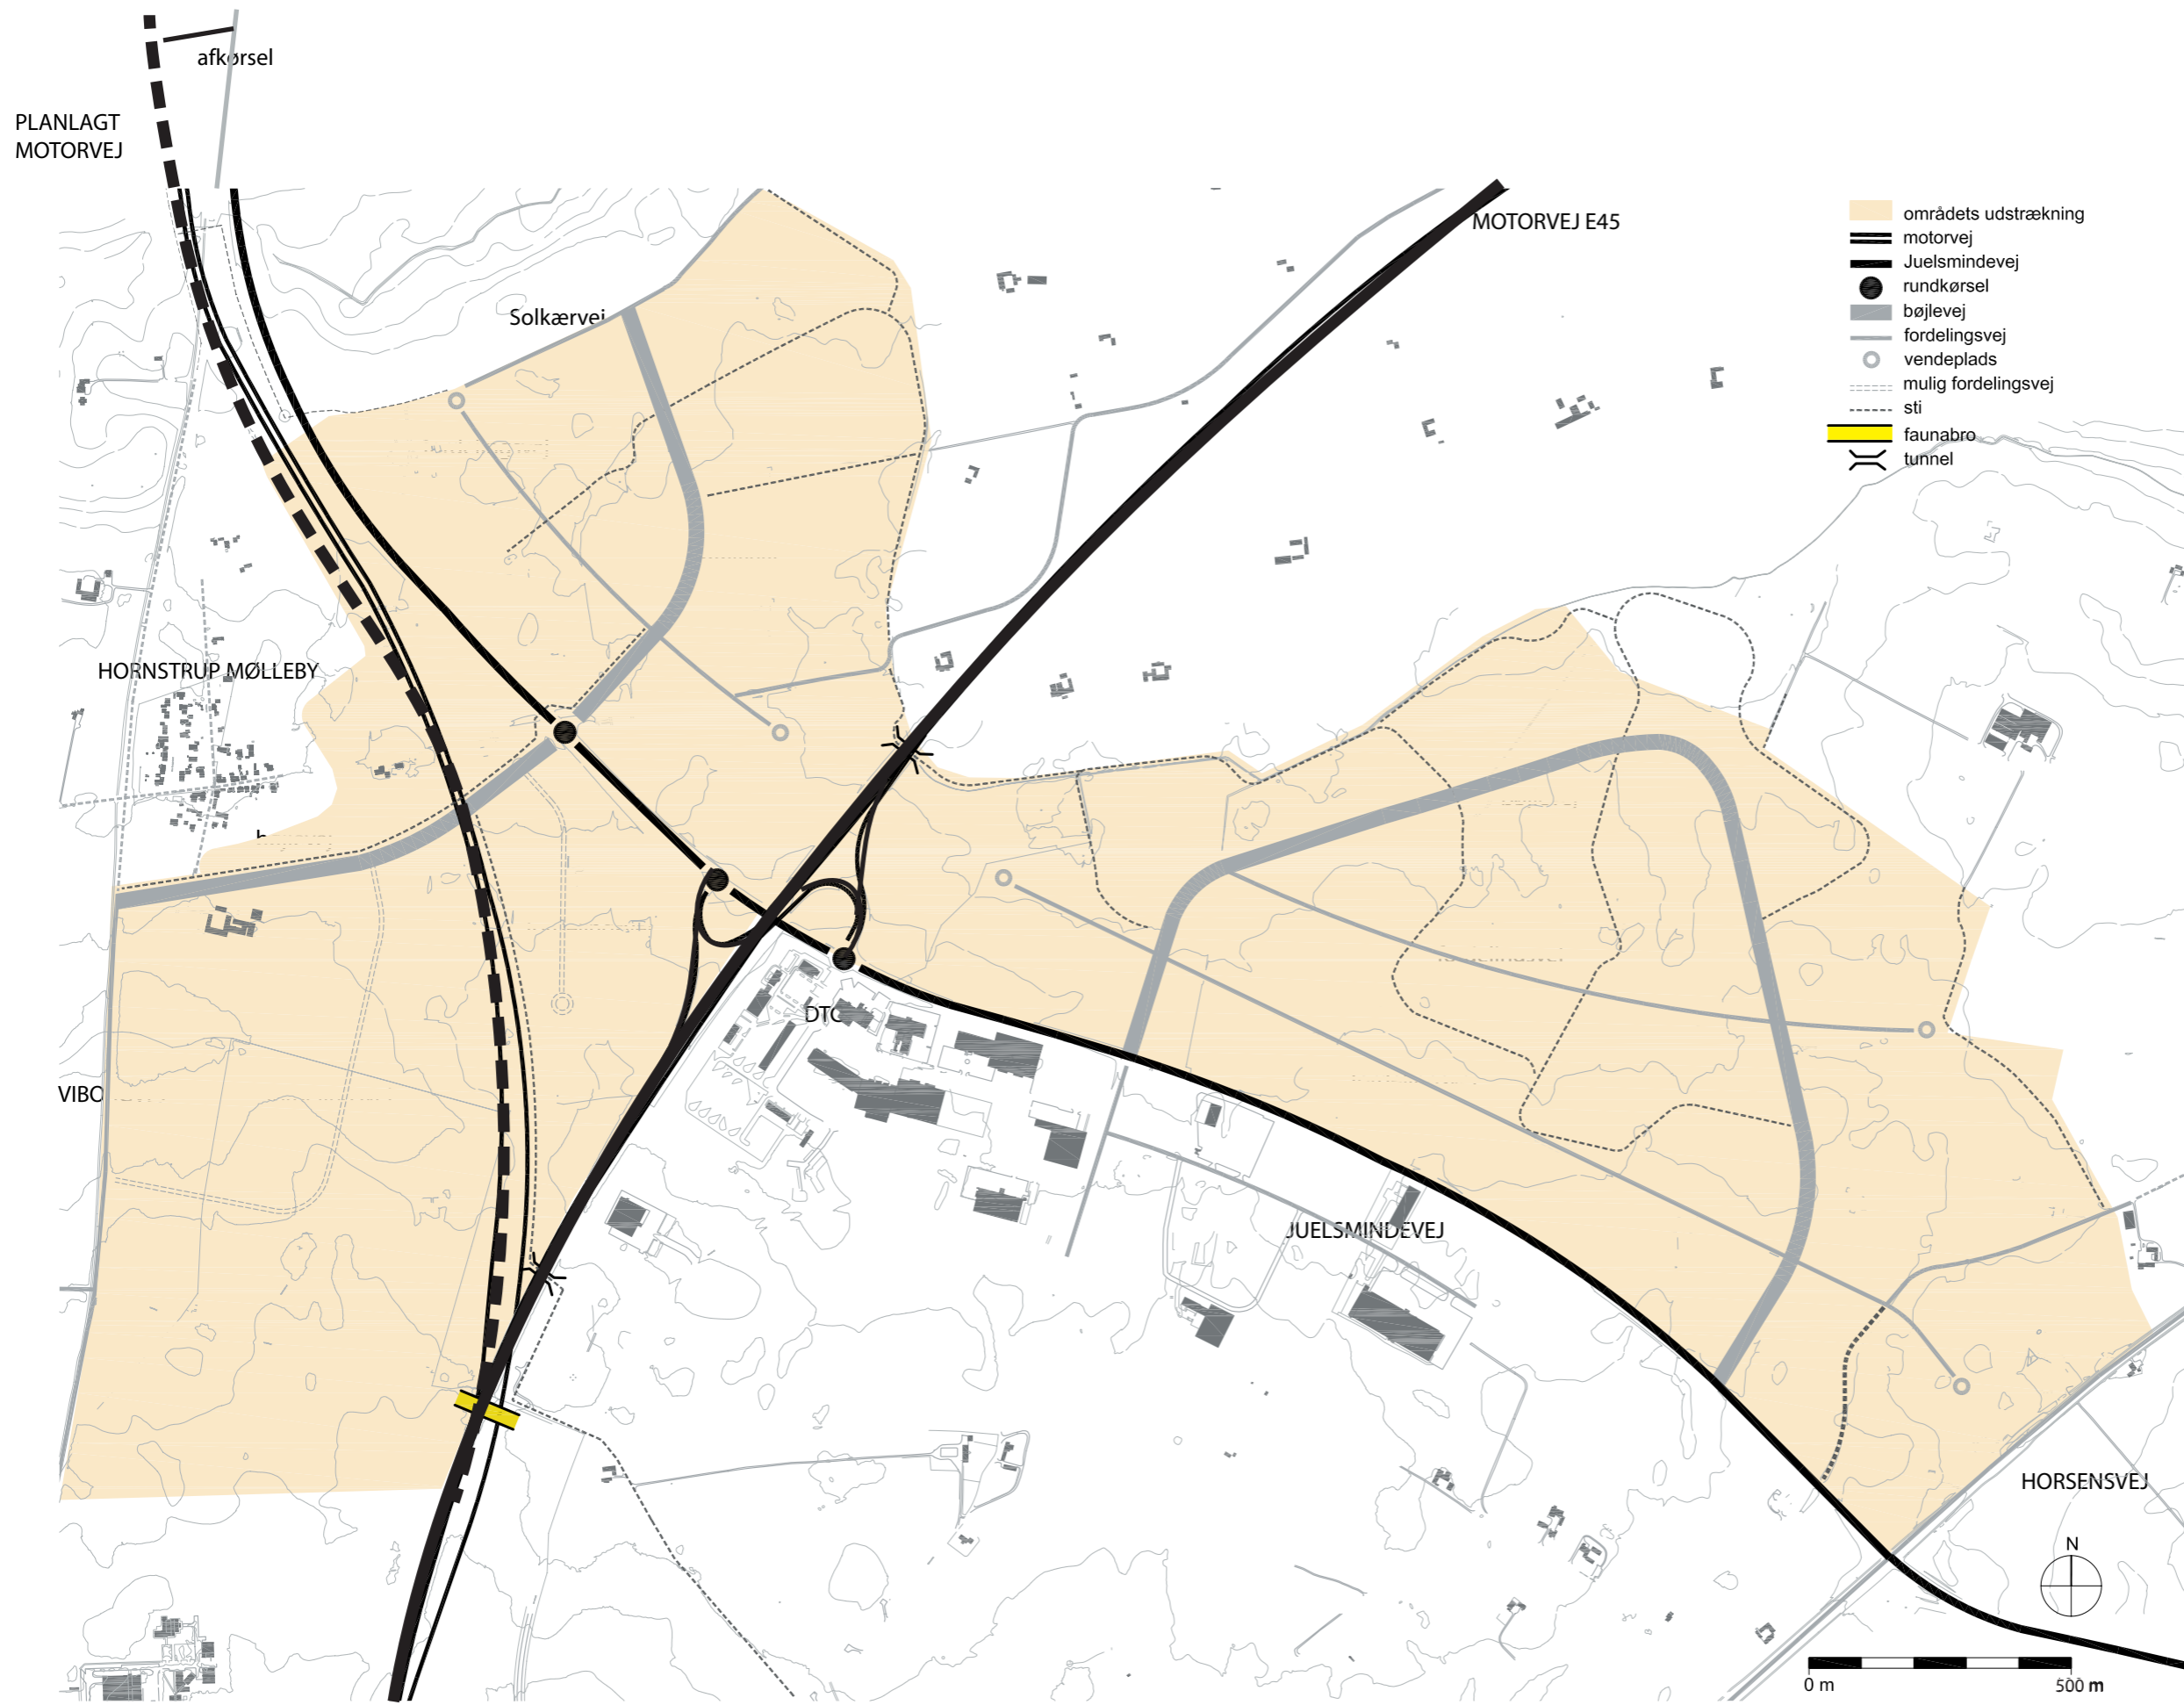 afkørsel
PLANLAGT
MOTORVEJ
MOTORVEJ E45
Solkærvej
områdets udstrækning
motorvej
Juelsmindevej
rundkørsel
bøjlevej
fordelingsvej
vendeplads
mulig fordelingsvej
sti
faunabro
tunnel
HORNSTRUP MØLLEBY
DTC
VIBO
JUELSMINDEVEJ
HORSENSVEJ
N
0 m
500 m